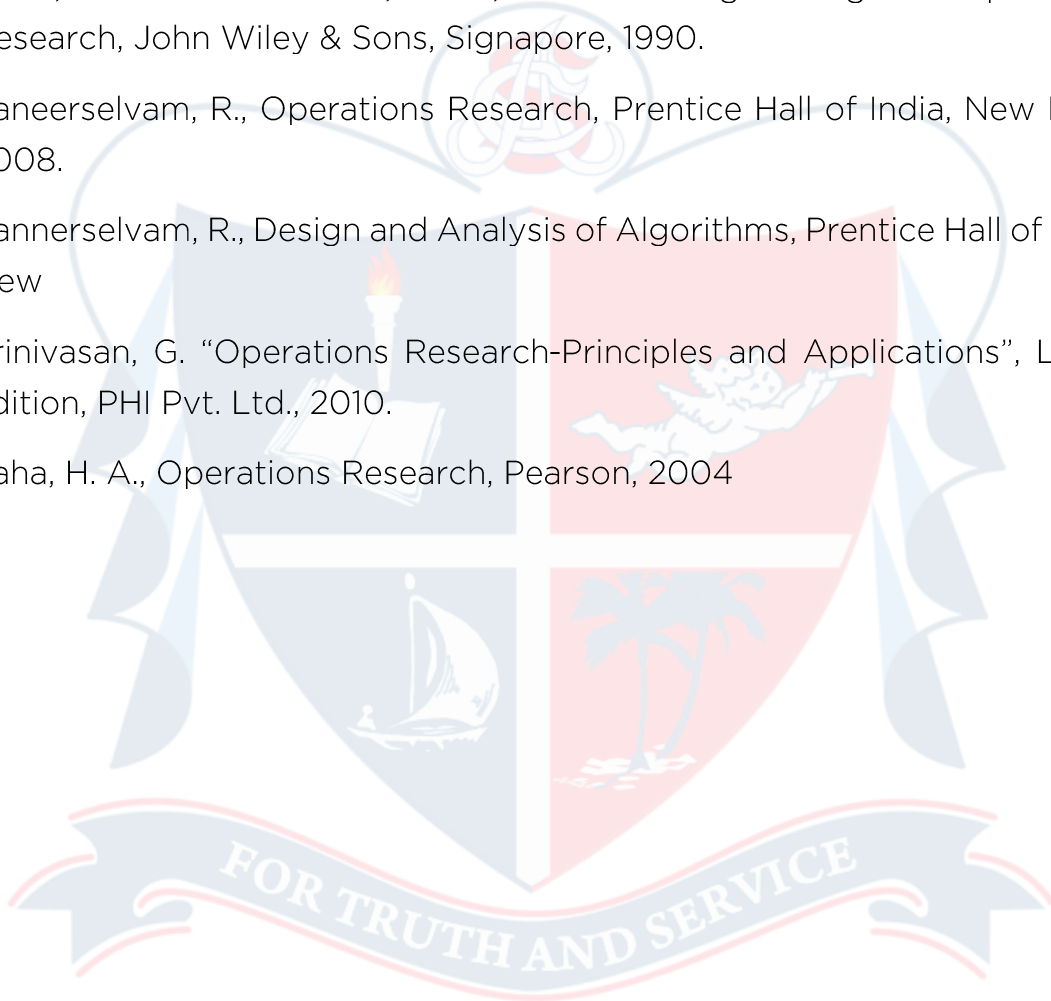 esearch, John Wiley & Sons, Signapore, 1990.
aneerselvam, R., Operations Research, Prentice Hall of India, New
008.
annerselvam, R., Design and Analysis of Algorithms, Prentice Hall of
ew
rinivasan, G. “Operations Research-Principles and Applications”, L
dition, PHI Pvt. Ltd., 2010.
aha, H. A., Operations Research, Pearson, 2004
FOR TRUTH AND SERVICE